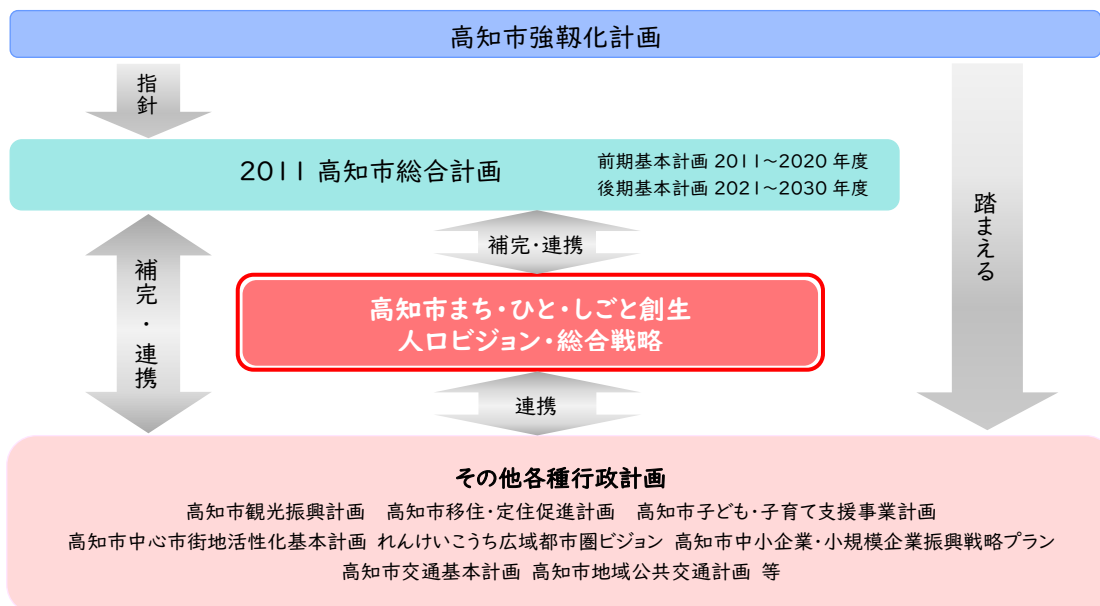 高知市強靱化計画
指針
2011 高知市総合計画
前期基本計画 2011～2020 年度
後期基本計画 2021～2030 年度
踏まえる
補完・連携
補完・連携
高知市まち・ひと・しごと創生
人口ビジョン・総合戦略
連携
その他各種行政計画
高知市観光振興計画 高知市移住・定住促進計画 高知市子ども・子育て支援事業計画
高知市中心市街地活性化基本計画 れんけいこうち広域都市圏ビジョン 高知市中小企業・小規模企業振興戦略プラン
高知市交通基本計画 高知市地域公共交通計画 等